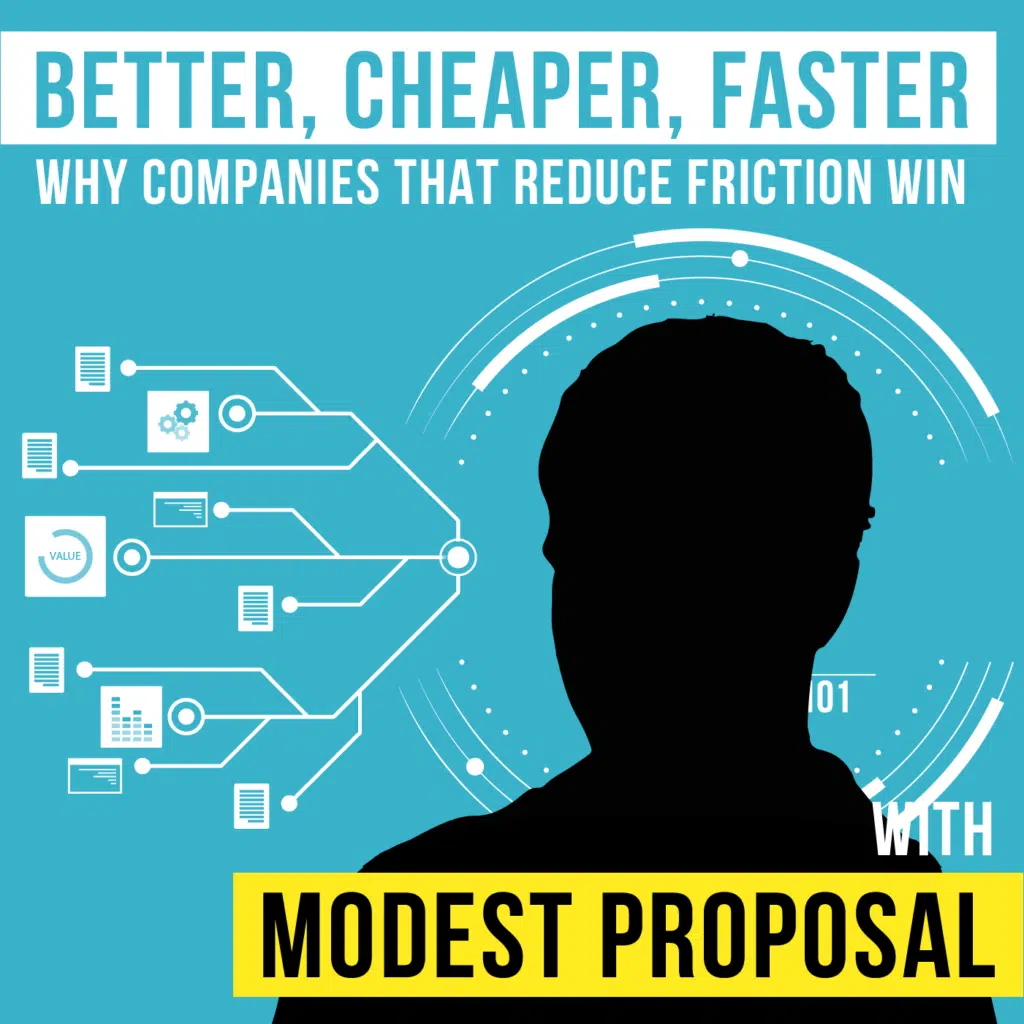 BETTER, CHEAPER, FASTER
WHY COMPANIES THAT REDUCE FRICTION WIN
VALUE
101
WITH
MODEST PROPOSAL